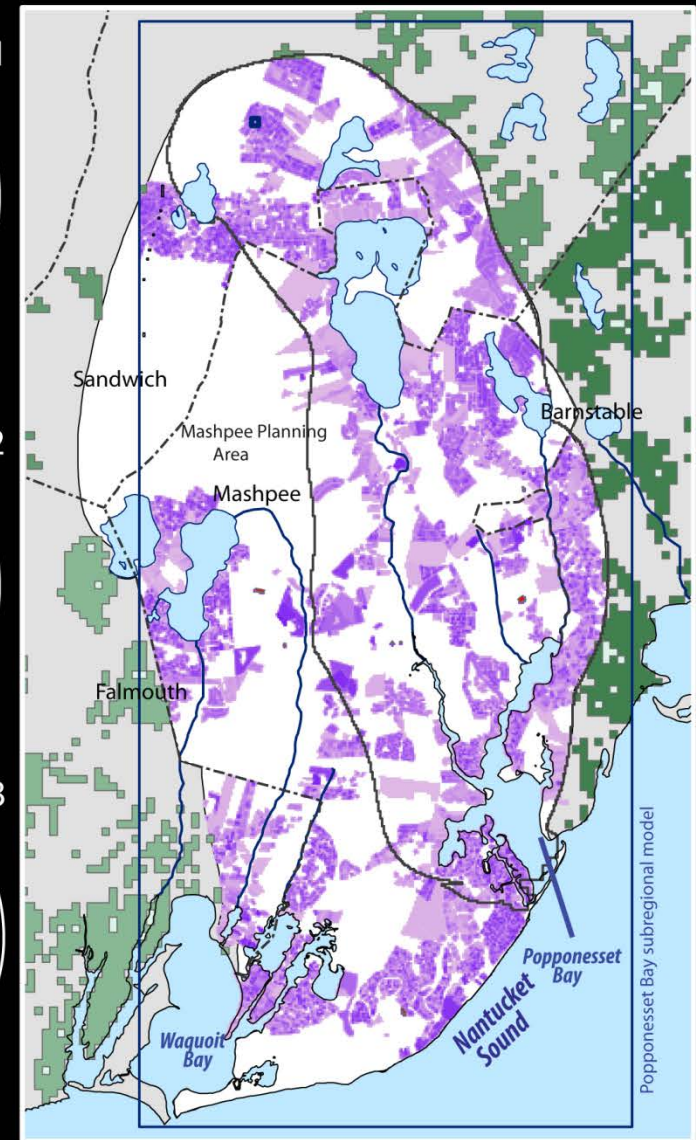 Sandwich
Barnstable
Mashpee Planning
Area
Mashpee
Falmouth
Popponesset
Bay
Nantucket
Sound
Waquoit
Bay
Popponesset Bay subregional model